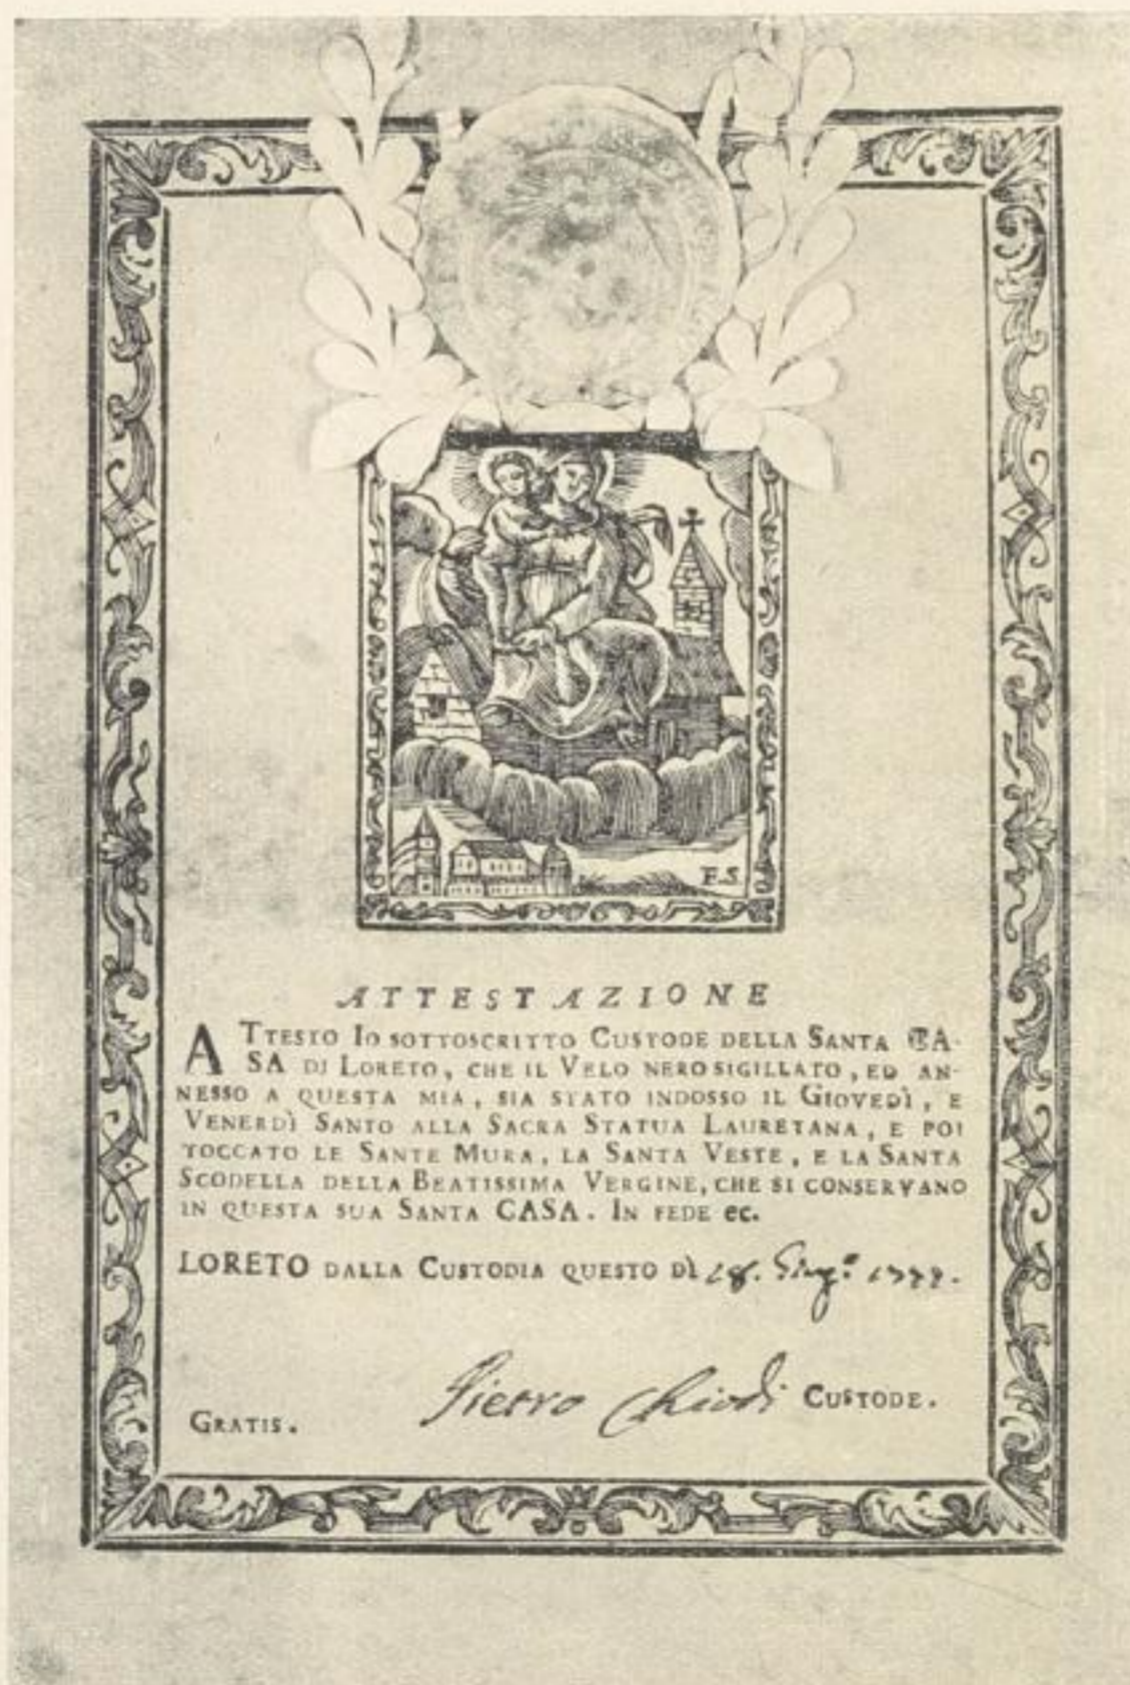 F.S.
ATTESTAZIONE
ATTESTO IO SOTTOSCRITTO CUSTODE DELLA SANTA CA-
SA DI LORETO, CHE IL VELO NERO SIGILLATO, ED AN-
NESSO A QUESTA MIA, SIA STATO INDOSSO IL GIOVEDÌ, E
VENERDÌ SANTO ALLA SACRA STATUA LAURETANA, E POI
TOCCATO LE SANTE MURA, LA SANTA VESTE, E LA SANTA
SCODELLA DELLA BEATISSIMA VERGINE, CHE SI CONSERVANO
IN QUESTA SUA SANTA CASA. IN FEDE ec.
LORETO DALLA CUSTODIA QUESTO DÌ
Pietro Chiodi CUSTODE.
GRATIS.